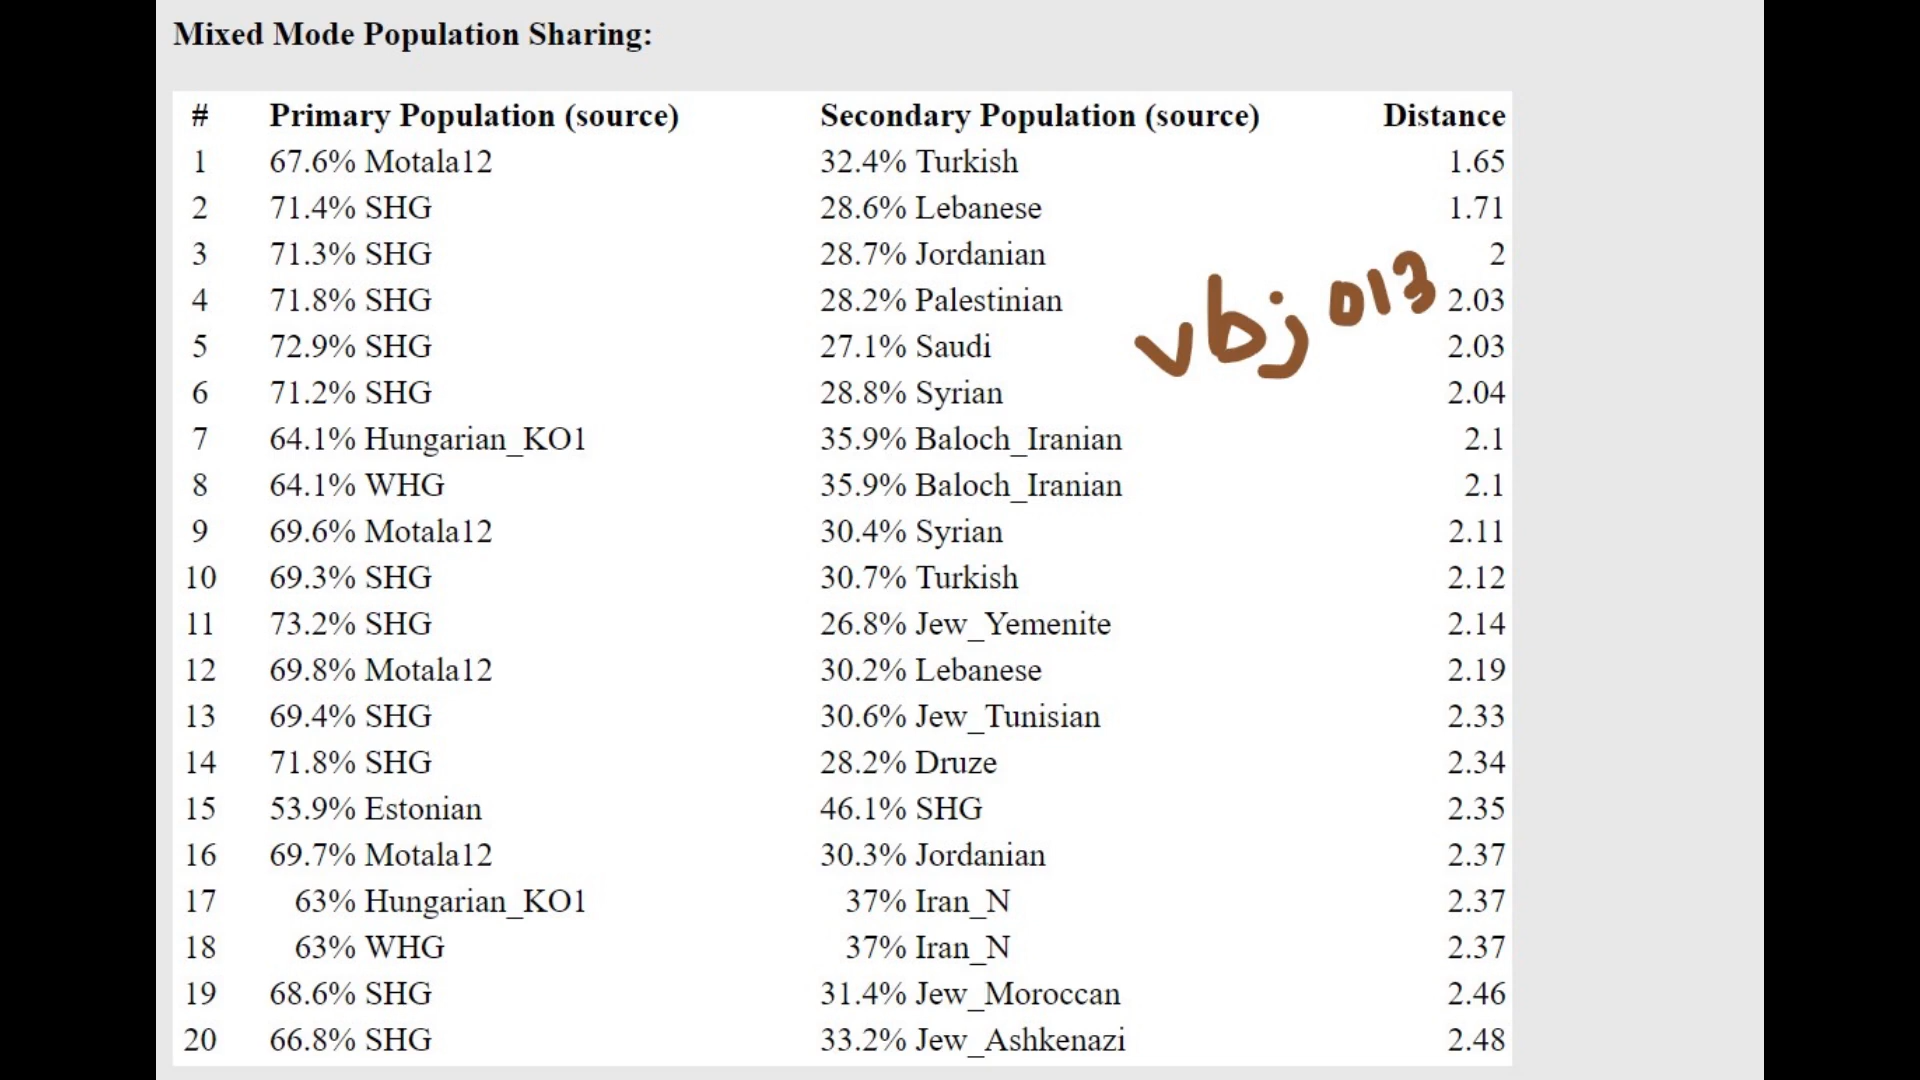 Mixed Mode Population Sharing:
# Primary Population (source) Secondary Population (source) Distance
1 67.6% Motala12 32.4% Turkish 1.65
2 71.4% SHG 28.6% Lebanese 1.71
3 71.3% SHG 28.7% Jordanian 2
4 71.8% SHG 28.2% Palestinian 2.03
vbj 013
5 72.9% SHG 27.1% Saudi 2.03
6 71.2% SHG 28.8% Syrian 2.04
7 64.1% Hungarian_KO1 35.9% Baloch_Iranian 2.1
8 64.1% WHG 35.9% Baloch_Iranian 2.1
9 69.6% Motala12 30.4% Syrian 2.11
10 69.3% SHG 30.7% Turkish 2.12
11 73.2% SHG 26.8% Jew_Yemenite 2.14
12 69.8% Motala12 30.2% Lebanese 2.19
13 69.4% SHG 30.6% Jew_Tunisian 2.33
14 71.8% SHG 28.2% Druze 2.34
15 53.9% Estonian 46.1% SHG 2.35
16 69.7% Motala12 30.3% Jordanian 2.37
17 63% Hungarian_KO1 37% Iran_N 2.37
18 63% WHG 37% Iran_N 2.37
19 68.6% SHG 31.4% Jew_Moroccan 2.46
20 66.8% SHG 33.2% Jew_Ashkenazi 2.48